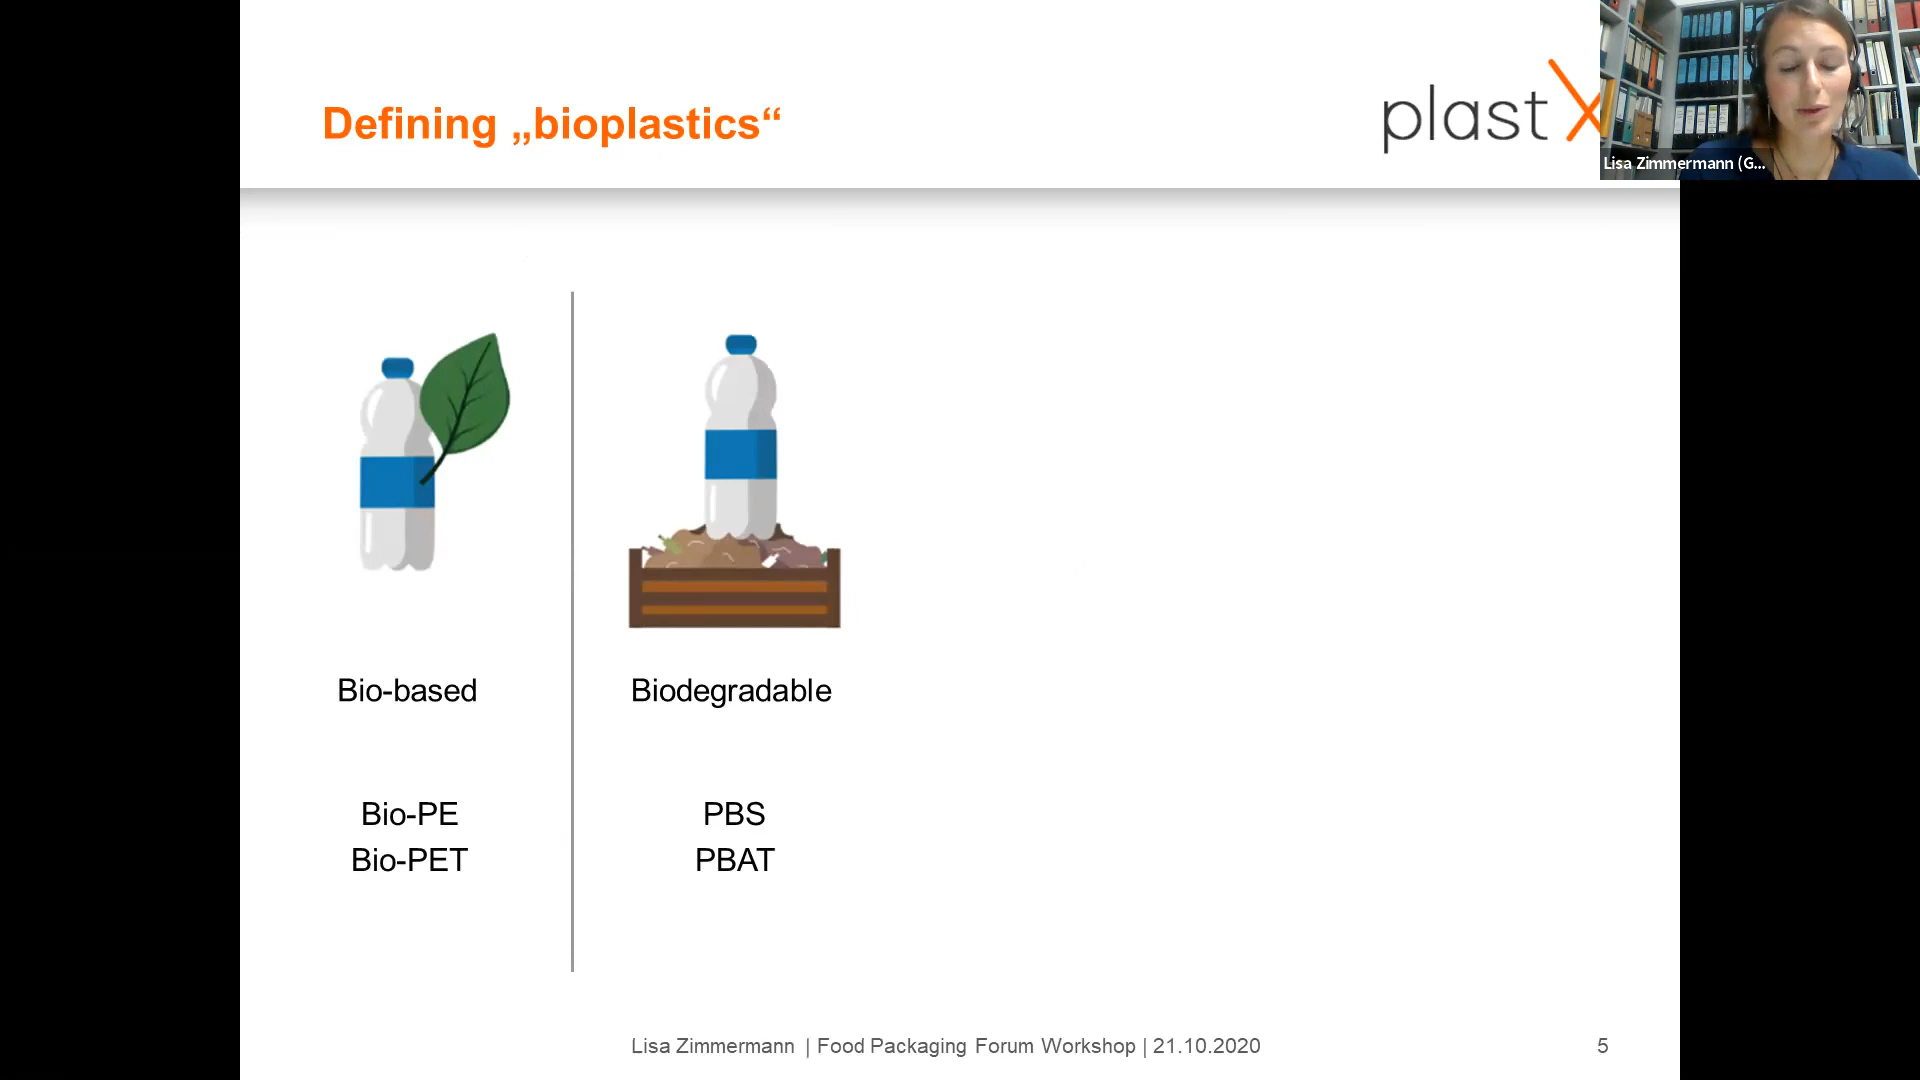 Defining „bioplastics“
plastX
Lisa Zimmermann (G...
Bio-based
Biodegradable
Bio-PE
Bio-PET
PBS
PBAT
Lisa Zimmermann | Food Packaging Forum Workshop | 21.10.2020
5